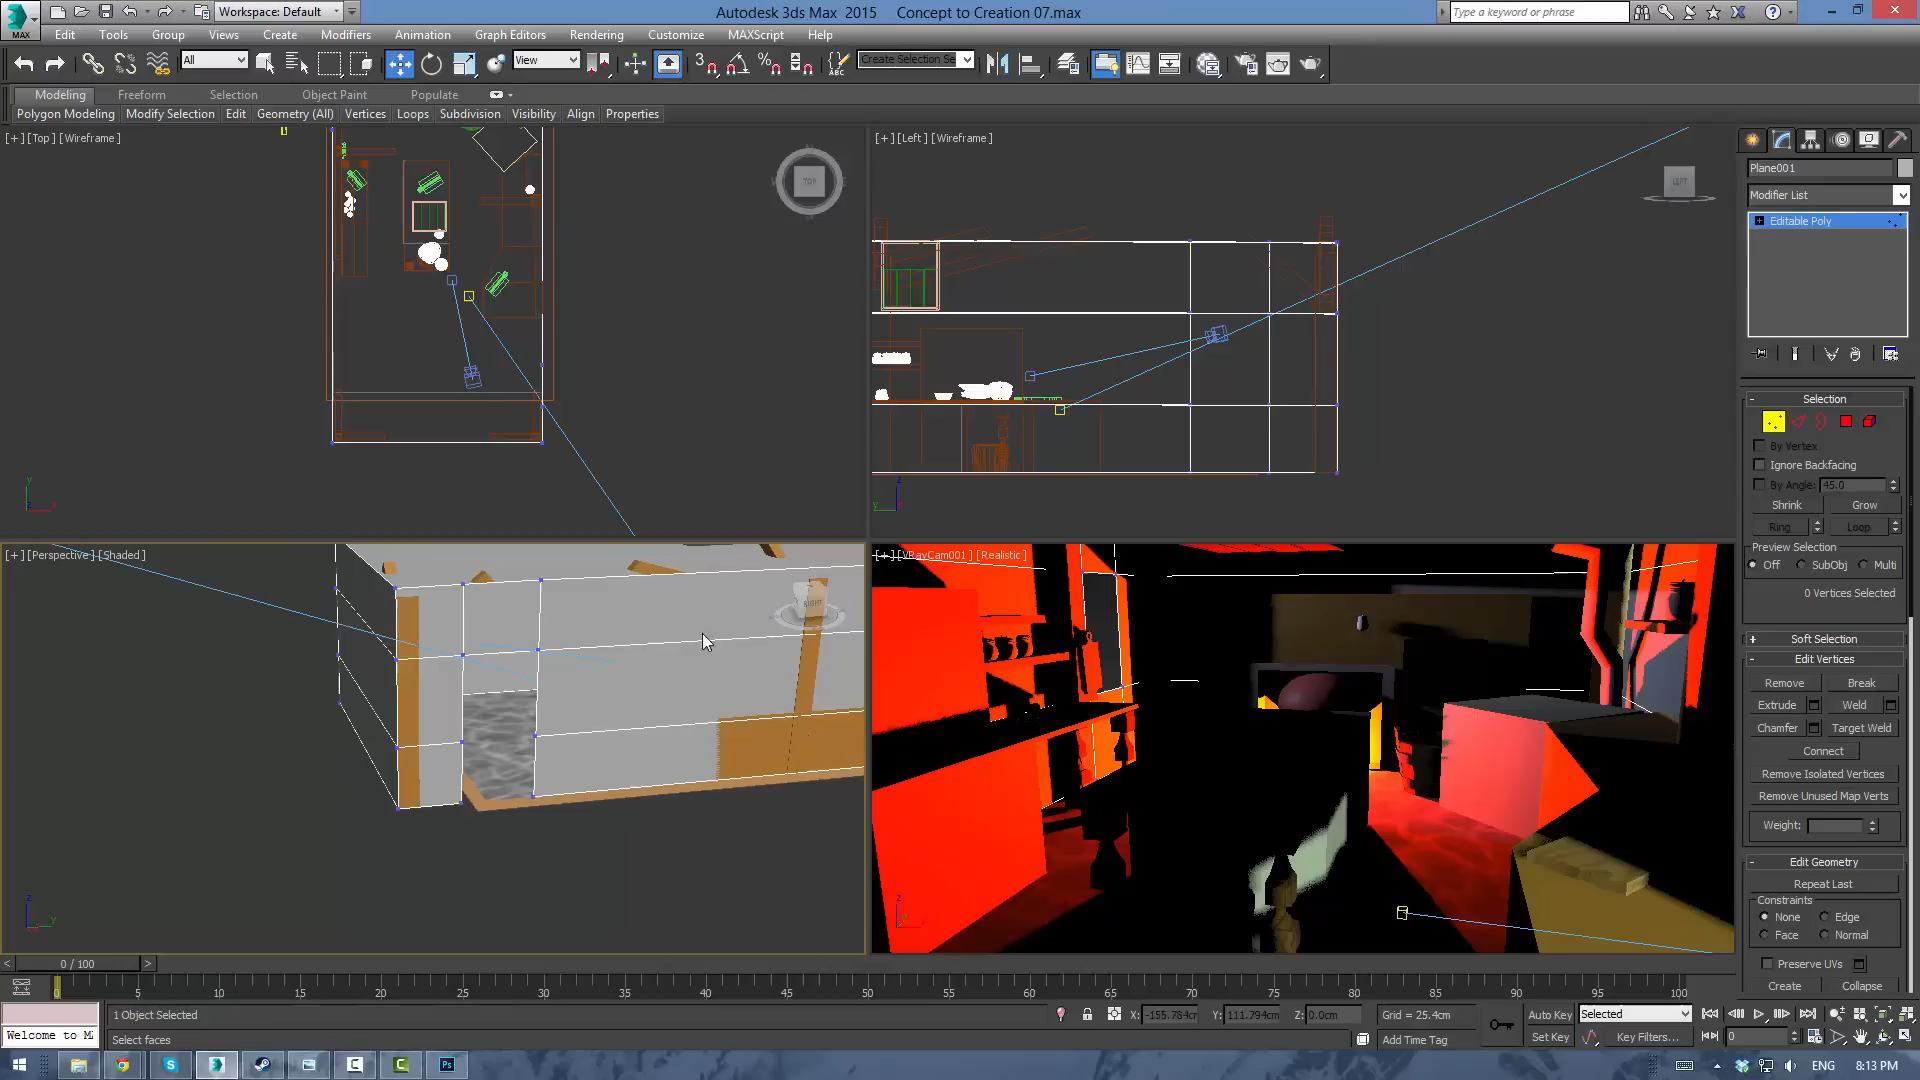 Workspace: Default
Autodesk 3ds Max 2015 Concept to Creation 07.max
Type a keyword or phrase
MAX
Edit Tools Group Views Create Modifiers Animation Graph Editors Rendering Customize MAXScript Help
All View Create Selection Se
Modeling Freeform Selection Object Paint Populate
Polygon Modeling Modify Selection Edit Geometry (All) Vertices Loops Subdivision Visibility Align Properties
[+] [Top] [Wireframe]
TOP
[+] [Left] [Wireframe]
LEFT
Plane001
Modifier List
Editable Poly
Selection
By Vertex
Ignore Backfacing
By Angle: 45.0
Shrink Grow
Ring Loop
Preview Selection
Off SubObj Multi
0 Vertices Selected
Soft Selection
Edit Vertices
Remove Break
Extrude Weld
Chamfer Target Weld
Connect
Remove Isolated Vertices
Remove Unused Map Verts
Weight:
Edit Geometry
Repeat Last
Constraints
None Edge
Face Normal
Preserve UVs
Create Collapse
[+] [Perspective] [Shaded]
RIGHT
[+] [VRayCam001] [Realistic]
0 / 100
5 10 15 20 25 30 35 40 45 50 55 60 65 70 75 80 85 90 95 100
1 Object Selected
X: -155.784cr Y: 111.794cm Z: 0.0cm Grid = 25.4cm Auto Key Selected
Welcome to M
Select faces
Add Time Tag Set Key Key Filters... 0
ENG 8:13 PM